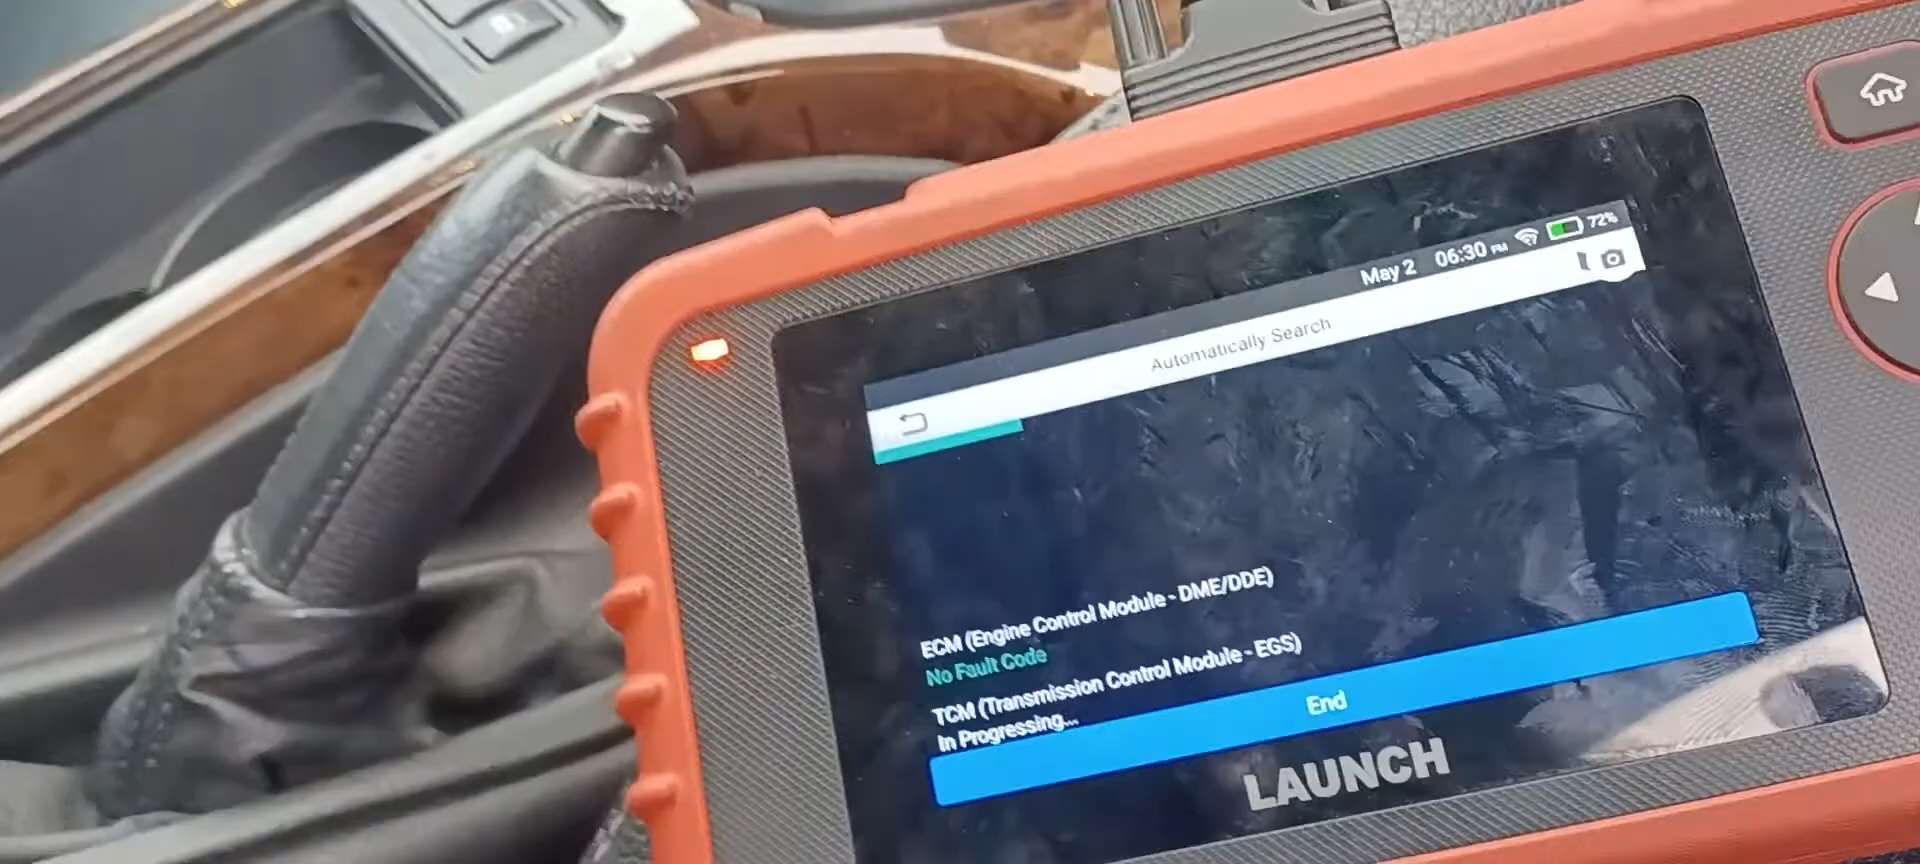 May 2 06:30 PM 72%
Automatically Search
ECM (Engine Control Module - DME/DDE)
No Fault Code
TCM (Transmission Control Module - EGS)
In Progressing...
End
LAUNCH